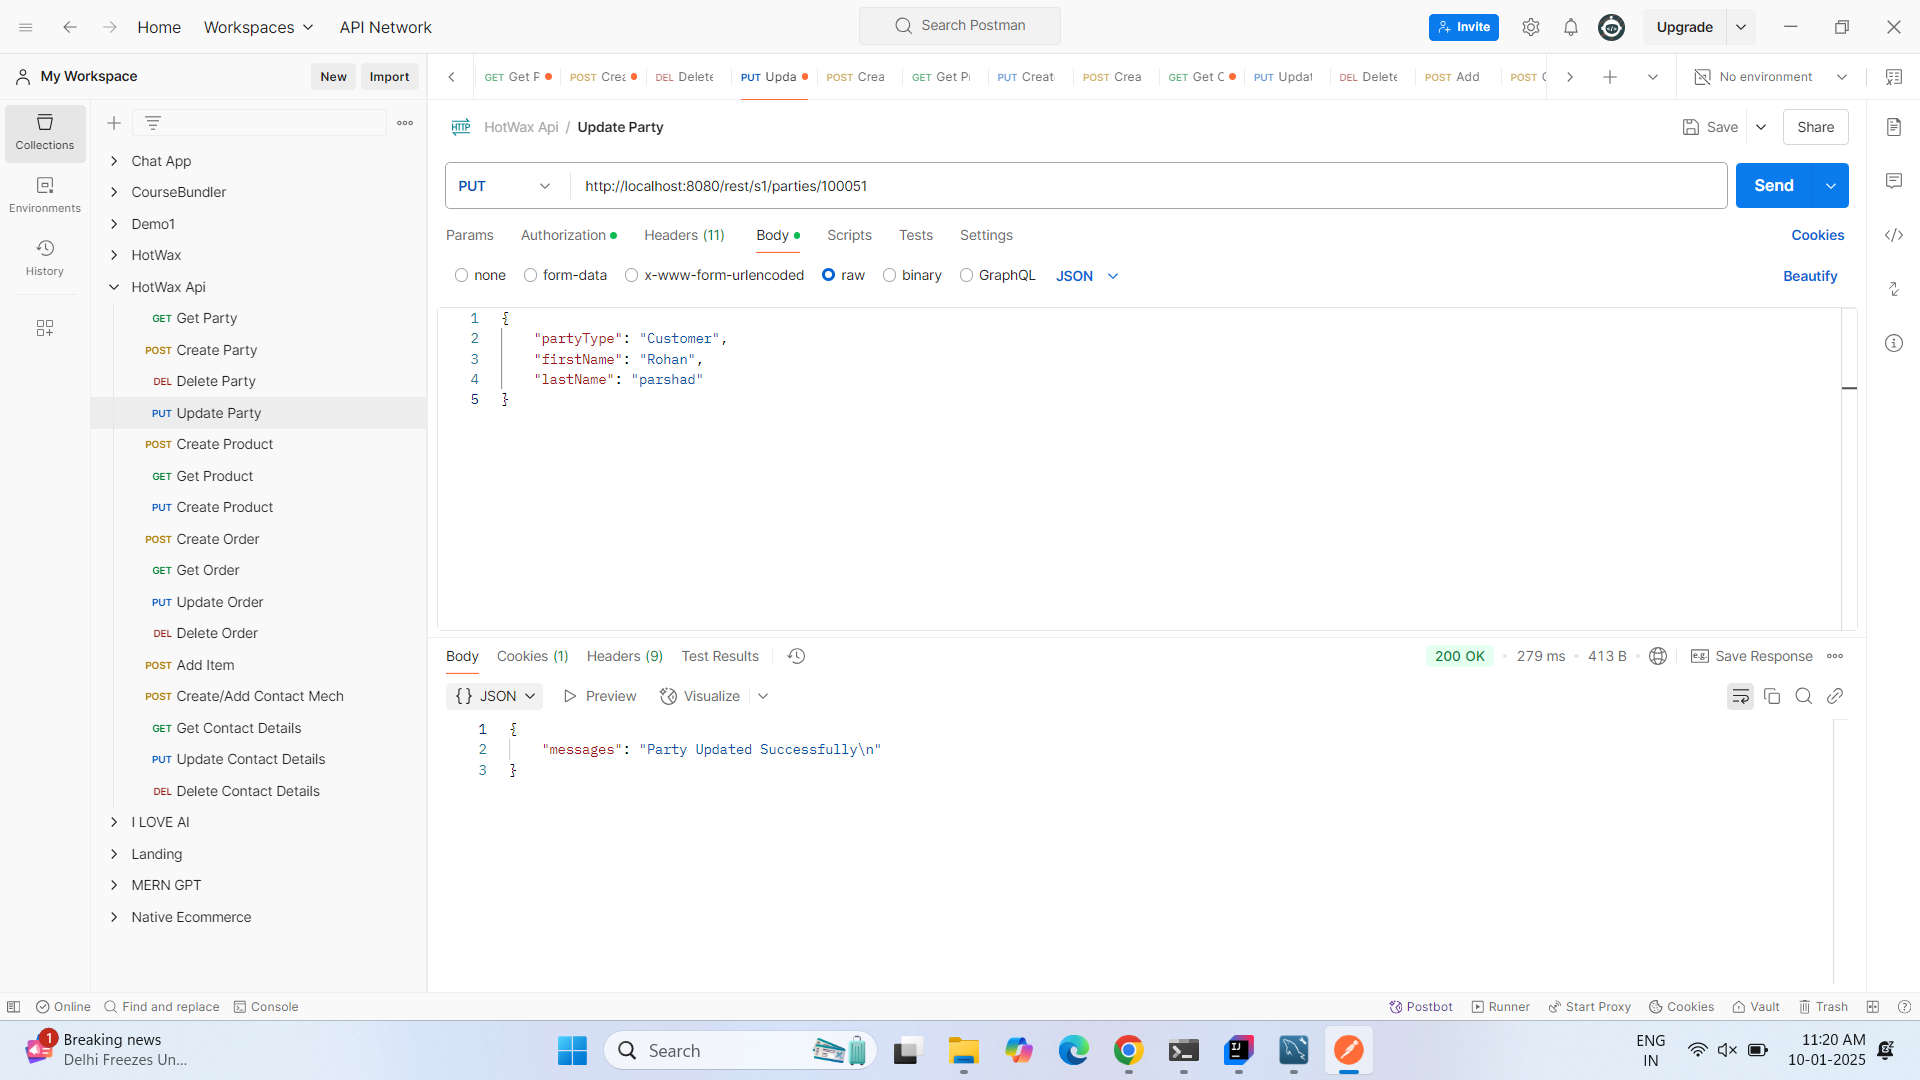 Home
Workspaces
API Network
Search Postman
Invite
Upgrade
My Workspace
New
Import
GET Get P
POST Crea
DEL Delete
PUT Upda
POST Crea
GET Get P
PUT Creat
POST Crea
GET Get C
PUT Updat
DEL Delete
POST Add
POST
No environment
Collections
Environments
History
Chat App
CourseBundler
Demo1
HotWax
HotWax Api
GET Get Party
POST Create Party
DEL Delete Party
PUT Update Party
POST Create Product
GET Get Product
PUT Create Product
POST Create Order
GET Get Order
PUT Update Order
DEL Delete Order
POST Add Item
POST Create/Add Contact Mech
GET Get Contact Details
PUT Update Contact Details
DEL Delete Contact Details
I LOVE AI
Landing
MERN GPT
Native Ecommerce
HTTP HotWax Api / Update Party
Save
Share
PUT
http://localhost:8080/rest/s1/parties/100051
Send
Params
Authorization
Headers (11)
Body
Scripts
Tests
Settings
Cookies
none
form-data
x-www-form-urlencoded
raw
binary
GraphQL
JSON
Beautify
1 {
2 "partyType": "Customer",
3 "firstName": "Rohan",
4 "lastName": "parshad"
5 }
Body
Cookies (1)
Headers (9)
Test Results
200 OK
279 ms
413 B
e.g. Save Response
{} JSON
Preview
Visualize
1 {
2 "messages": "Party Updated Successfully\n"
3 }
Online
Find and replace
Console
Postbot
Runner
Start Proxy
Cookies
Vault
Trash
1
Breaking news
Delhi Freezes Un...
Search
IJ
ENG
IN
11:20 AM
10-01-2025